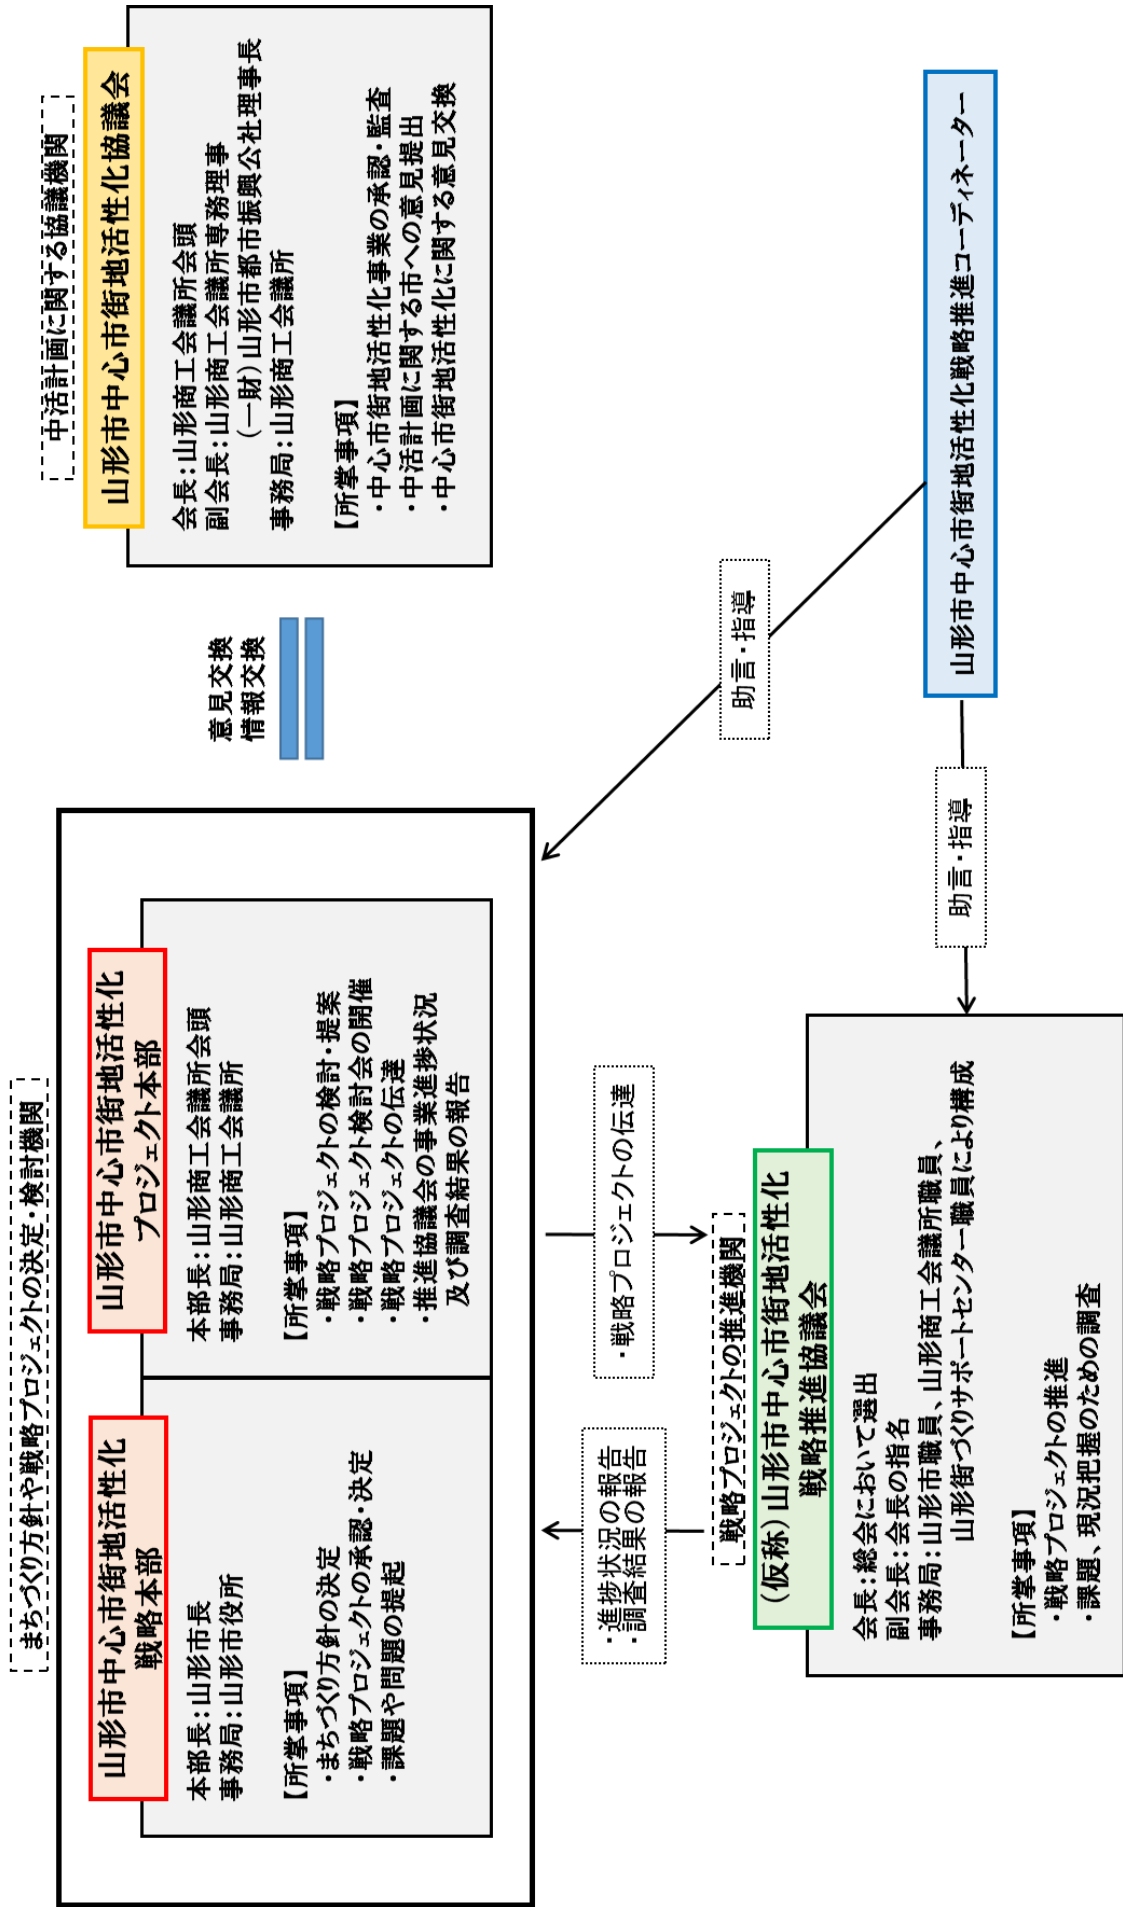 まちづくり方針や戦略プロジェクトの決定・検討機関
山形市中心市街地活性化
戦略本部
本部長：山形市長
事務局：山形市役所
【所掌事項】
・まちづくり方針の決定
・戦略プロジェクトの承認・決定
・課題や問題の提起
山形市中心市街地活性化
プロジェクト本部
本部長：山形商工会議所会頭
事務局：山形商工会議所
【所掌事項】
・戦略プロジェクトの検討・提案
・戦略プロジェクト検討会の開催
・戦略プロジェクトの伝達
・推進協議会の事業進捗状況
及び調査結果の報告
意見交換
情報交換
中活計画に関する協議機関
山形市中心市街地活性化協議会
会長：山形商工会議所会頭
副会長：山形商工会議所専務理事
（一財）山形市都市振興公社理事長
事務局：山形商工会議所
【所掌事項】
・中心市街地活性化事業の承認・監査
・中活計画に関する市への意見提出
・中心市街地活性化に関する意見交換
・進捗状況の報告
・調査結果の報告
・戦略プロジェクトの伝達
助言・指導
戦略プロジェクトの推進機関
（仮称）山形市中心市街地活性化
戦略推進協議会
会長：総会において選出
副会長：会長の指名
事務局：山形市職員、山形商工会議所職員、
山形街づくりサポートセンター職員により構成
【所掌事項】
・戦略プロジェクトの推進
・課題、現況把握のための調査
助言・指導
山形市中心市街地活性化戦略推進コーディネーター